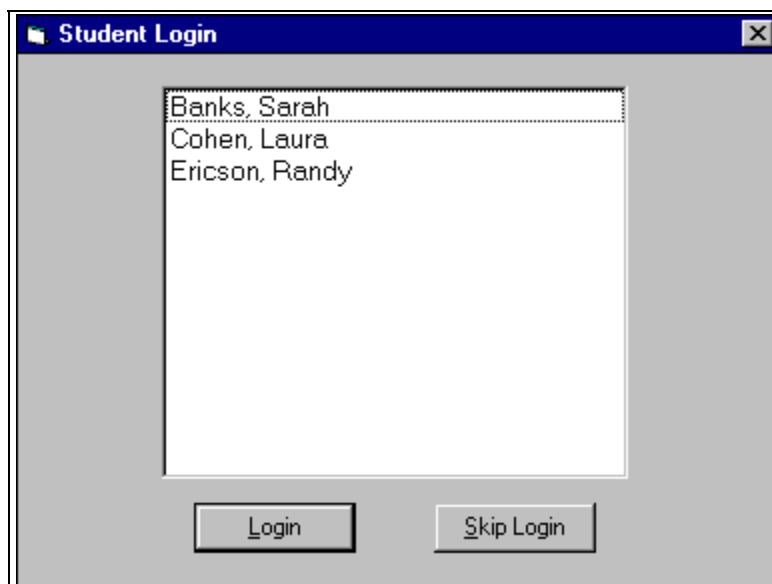 Student Login
Banks, Sarah
Cohen, Laura
Ericson, Randy
Login Skip Login